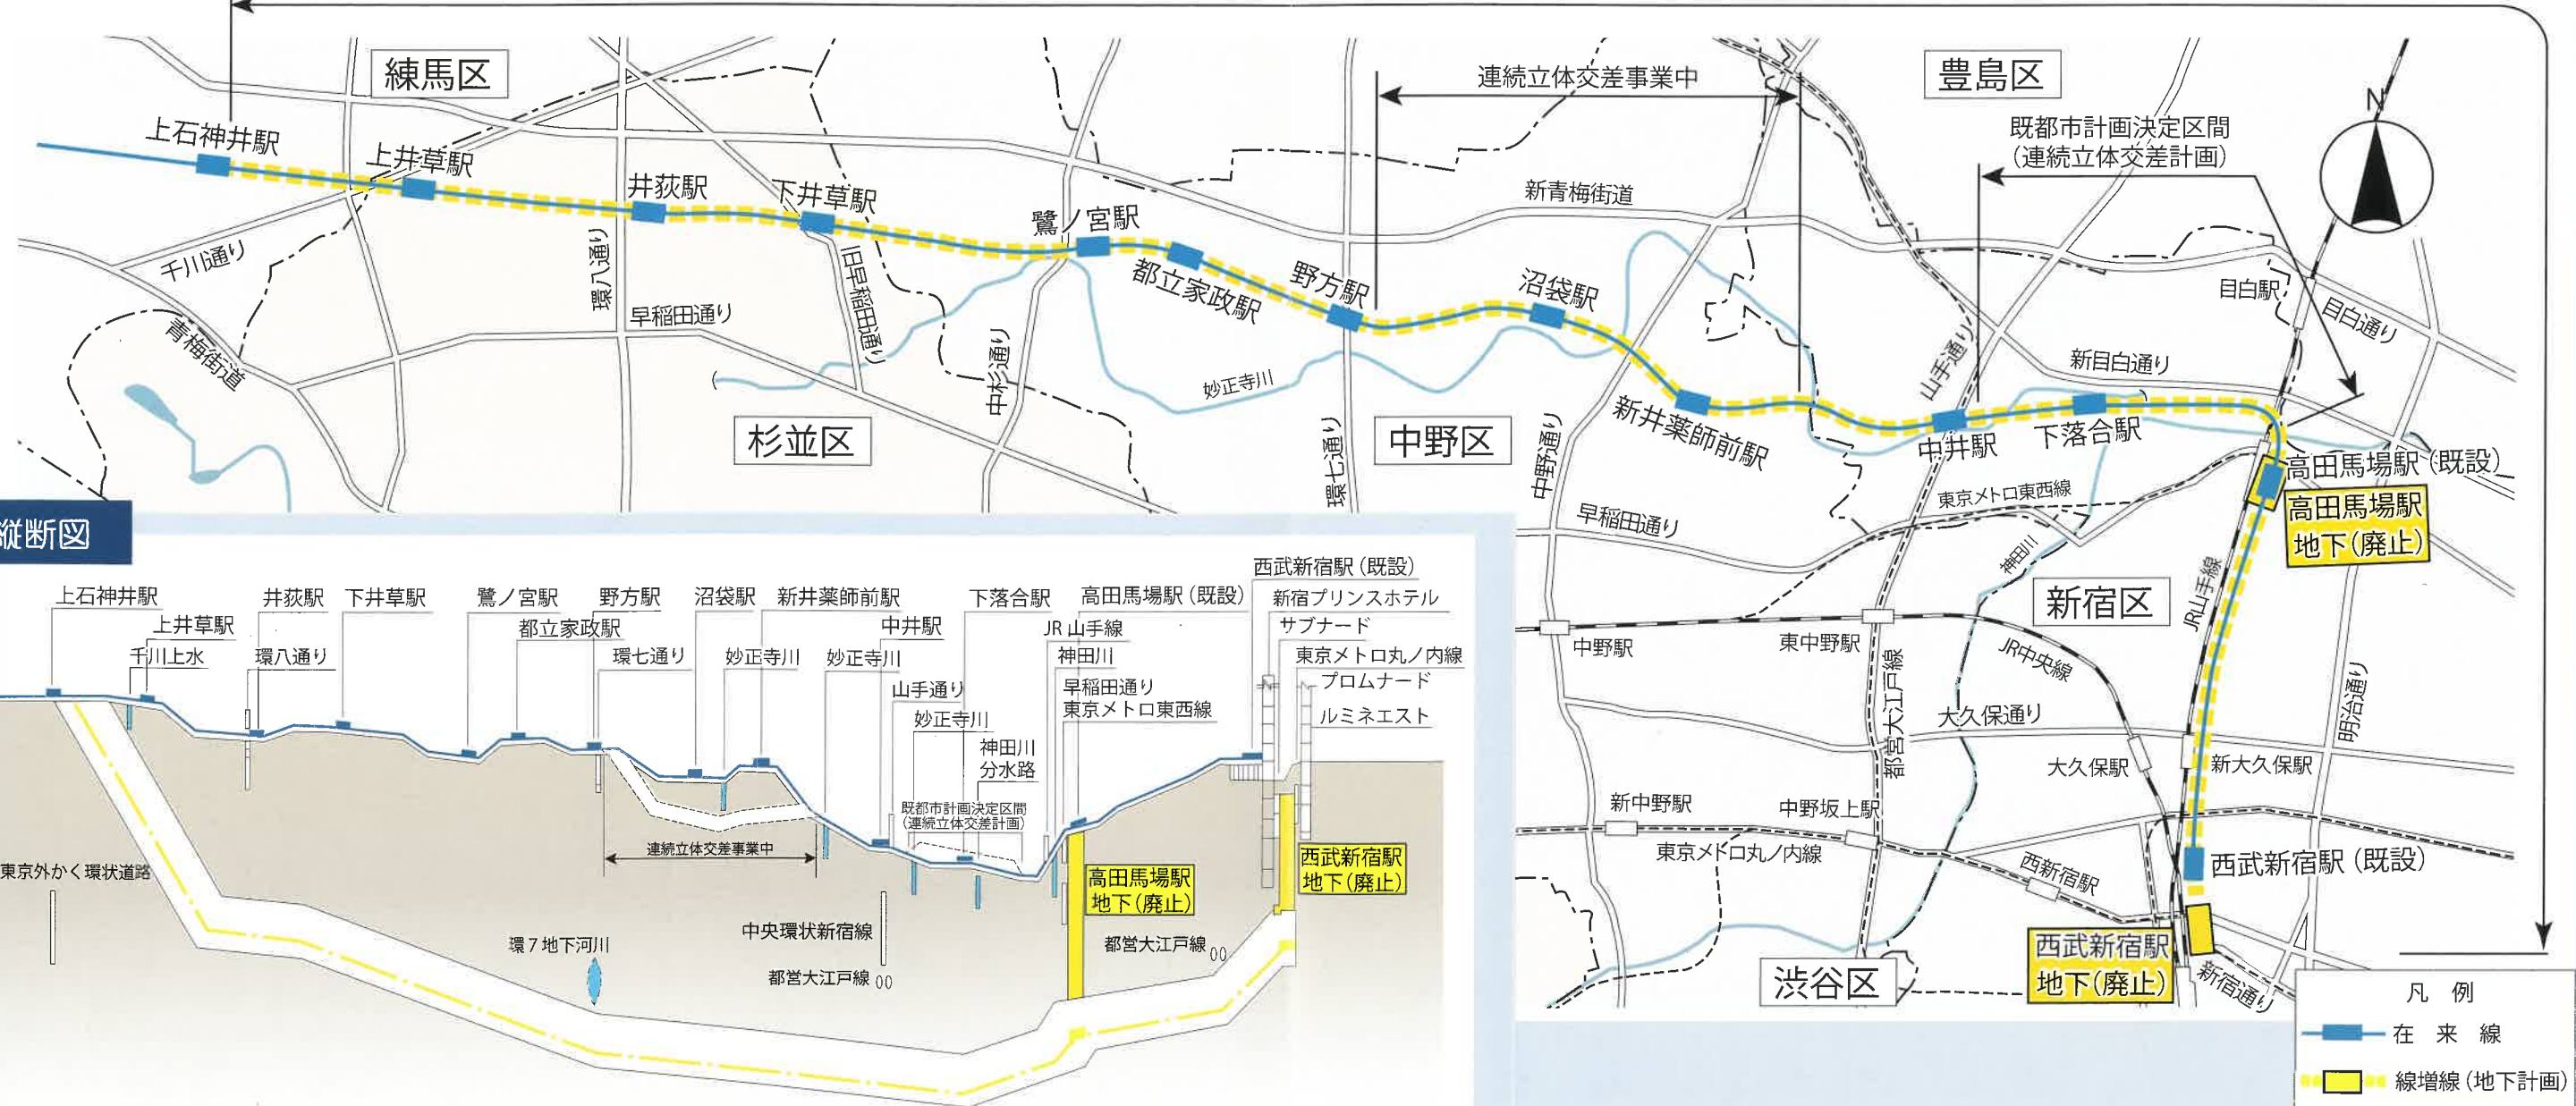 練馬区
連続立体交差事業中
豊島区
N
既都市計画決定区間
(連続立体交差計画)
上石神井駅
上井草駅
井荻駅
下井草駅
鷺ノ宮駅
都立家政駅
野方駅
沼袋駅
新青梅街道
千川通り
環八通り
旧早稲田通り
早稲田通り
青梅街道
中杉通り
妙正寺川
目白駅
目白通り
新目白通り
山手通り
杉並区
環七通り
中野区
中野通り
新井薬師前駅
中井駅
下落合駅
高田馬場駅(既設)
高田馬場駅
地下(廃止)
東京メトロ東西線
早稲田通り
神田川
JR山手線
新宿区
中野駅
東中野駅
JR中央線
都営大江戸線
大久保通り
明治通り
大久保駅
新大久保駅
新中野駅
中野坂上駅
東京メトロ丸ノ内線
西新宿駅
西武新宿駅(既設)
西武新宿駅
地下(廃止)
新宿通り
渋谷区
凡 例
在 来 線
線増線(地下計画)
縦断図
上石神井駅
上井草駅
千川上水
井荻駅
環八通り
下井草駅
鷺ノ宮駅
都立家政駅
野方駅
環七通り
沼袋駅
妙正寺川
新井薬師前駅
妙正寺川
中井駅
山手通り
妙正寺川
下落合駅
神田川
分水路
高田馬場駅(既設)
JR山手線
神田川
早稲田通り
東京メトロ東西線
西武新宿駅(既設)
新宿プリンスホテル
サブナード
東京メトロ丸ノ内線
プロムナード
ルミネエスト
既都市計画決定区間
(連続立体交差計画)
連続立体交差事業中
東京外かく環状道路
環7地下河川
中央環状新宿線
都営大江戸線
高田馬場駅
地下(廃止)
都営大江戸線
西武新宿駅
地下(廃止)